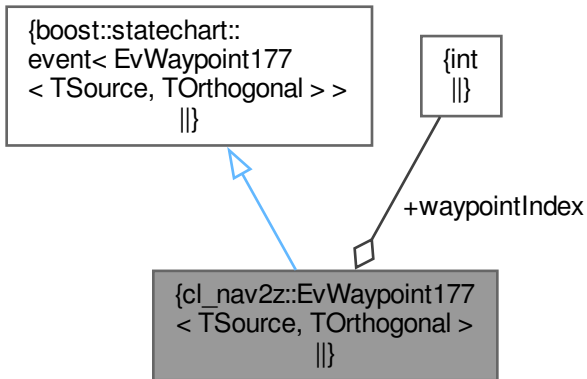 {boost::statechart::
event< EvWaypoint177
< TSource, TOrthogonal > >
||}
{int
||}
+waypointIndex
{cl_nav2z::EvWaypoint177
< TSource, TOrthogonal >
||}